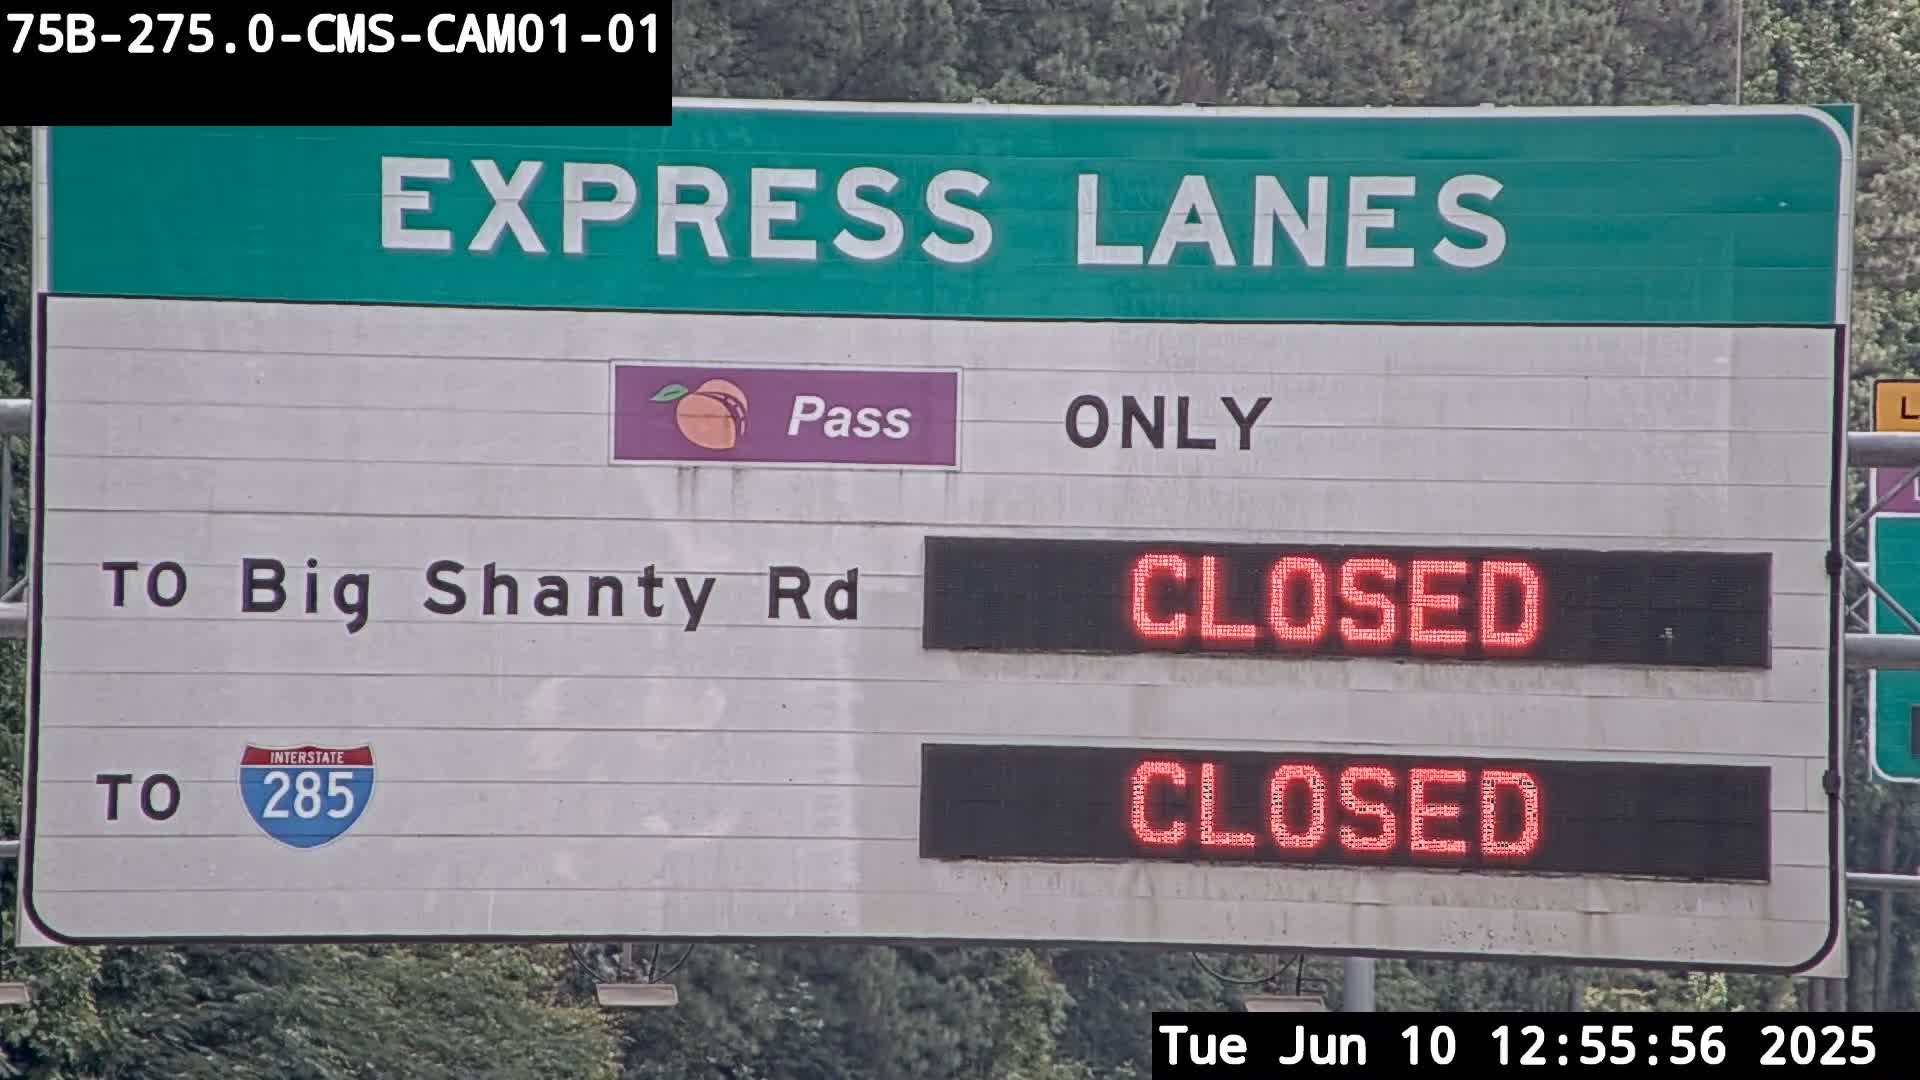 75B-275.0-CMS-CAM01-01
EXPRESS LANES
Pass ONLY
TO Big Shanty Rd CLOSED
TO INTERSTATE 285 CLOSED
Tue Jun 10 12:55:56 2025